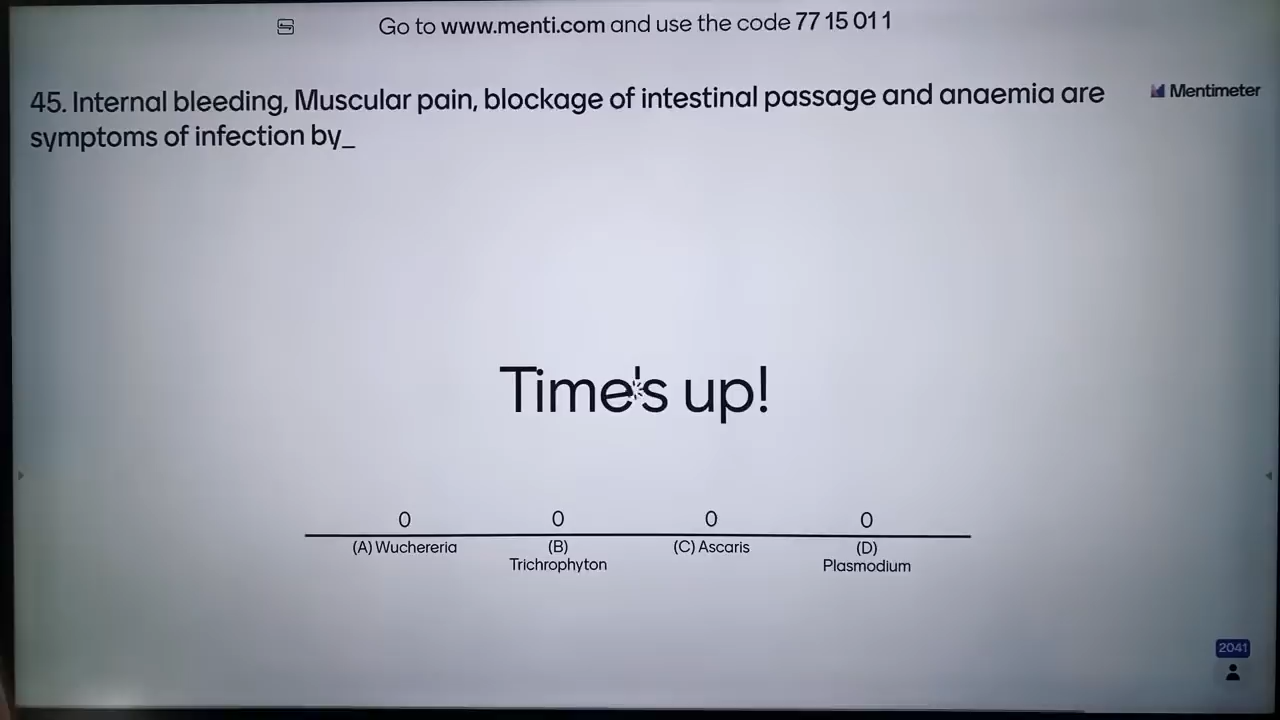 Go to www.menti.com and use the code 77 15 01 1
45. Internal bleeding, Muscular pain, blockage of intestinal passage and anaemia are
symptoms of infection by_
Mentimeter
Time's up!
0 0 0 0
(A) Wuchereria (B) (C) Ascaris (D)
Trichrophyton Plasmodium
2041